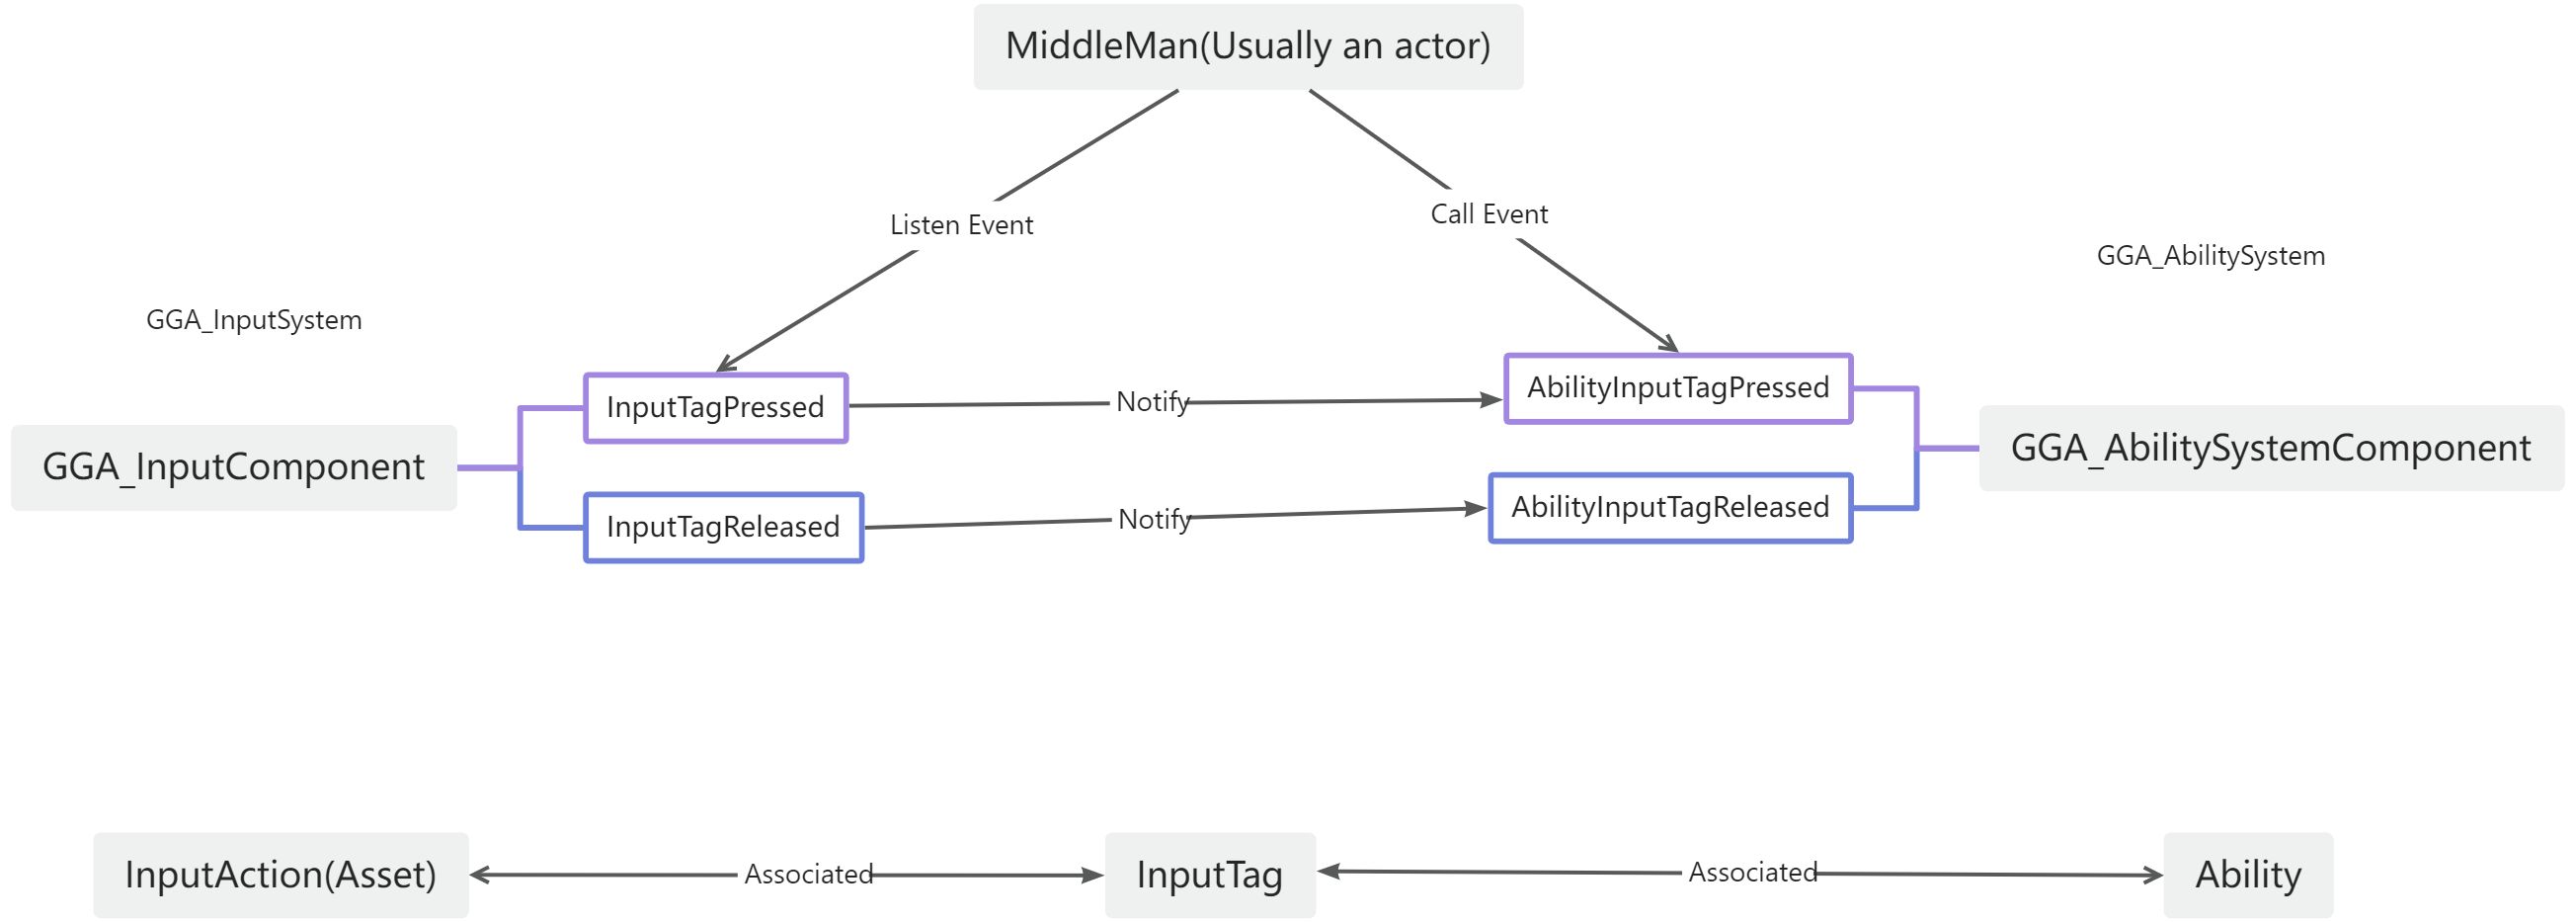 MiddleMan(Usually an actor)
Listen Event
Call Event
GGA_AbilitySystem
GGA_InputSystem
InputTagPressed
Notify
AbilityInputTagPressed
GGA_InputComponent
GGA_AbilitySystemComponent
InputTagReleased
Notify
AbilityInputTagReleased
InputAction(Asset)
Associated
InputTag
Associated
Ability